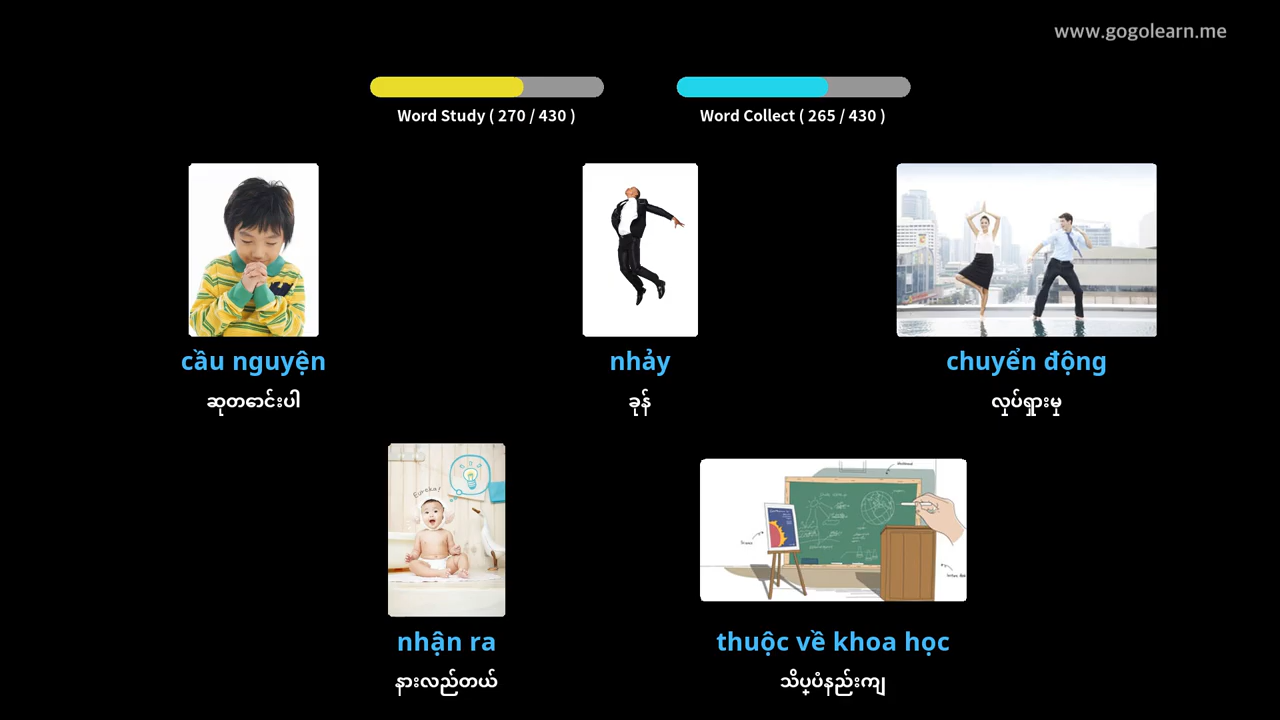 www.gogolearn.me
Word Study ( 270 / 430 )
Word Collect ( 265 / 430 )
cầu nguyện
nhảy
chuyển động
ဆုတောင်းပါ
ခုန်
လှုပ်ရှားမှု
Eureka!
nhận ra
thuộc về khoa học
နားလည်တယ်
သိပ္ပံနည်းကျ